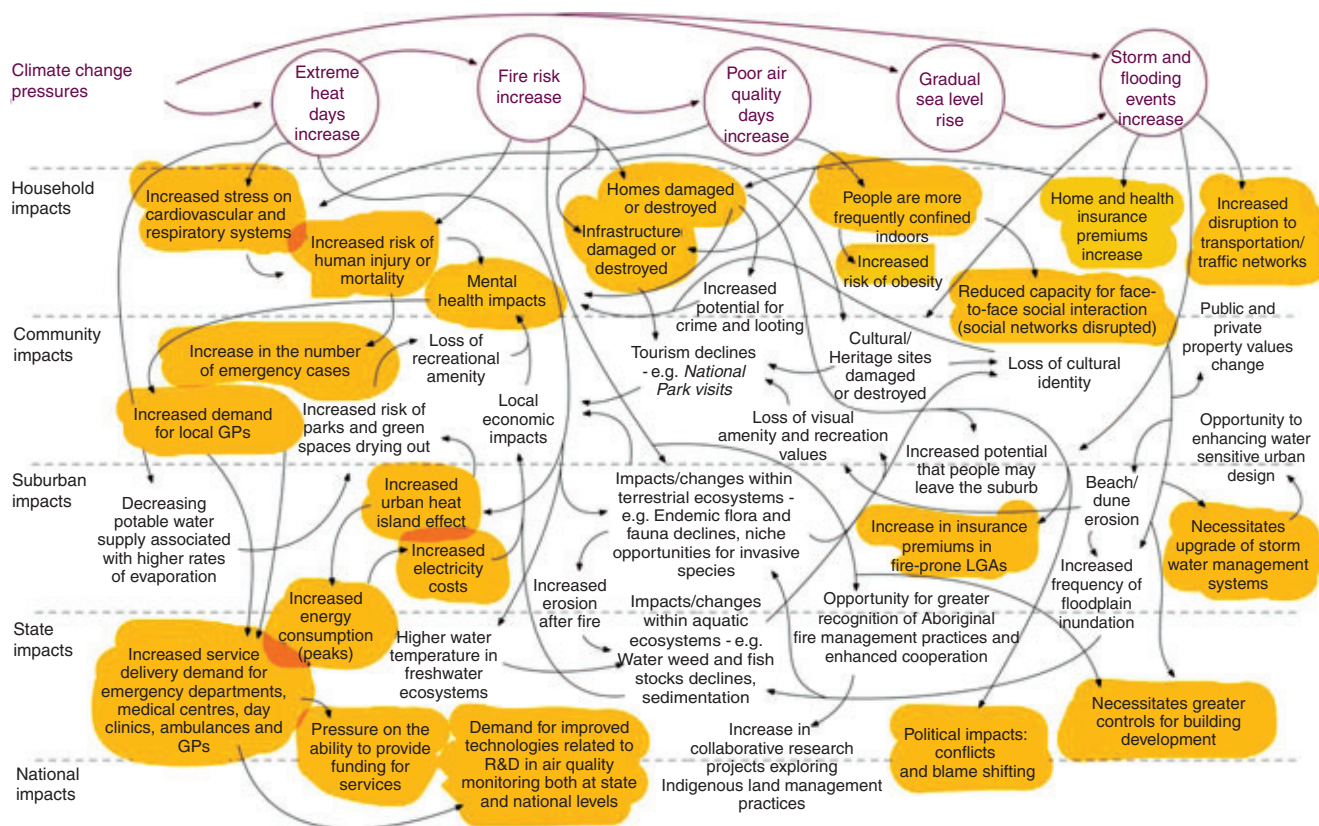 Climate change
pressures
Extreme
heat
days
increase
Fire risk
increase
Poor air
quality
days
increase
Gradual
sea level
rise
Storm and
flooding
events
increase
Household
impacts
Increased stress on
cardiovascular and
respiratory systems
Increased risk of
human injury or
mortality
Mental
health impacts
Homes damaged
or destroyed
Infrastructure
damaged or
destroyed
Increased
potential for
crime and looting
People are more
frequently confined
indoors
Increased
risk of obesity
Reduced capacity for face-
to-face social interaction
(social networks disrupted)
Home and health
insurance
premiums
increase
Increased
disruption to
transportation/
traffic networks
Community
impacts
Increase in the number
of emergency cases
Loss of
recreational
amenity
Tourism declines
- e.g. National
Park visits
Cultural/
Heritage sites
damaged
or destroyed
Loss of cultural
identity
Public and
private
property values
change
Increased demand
for local GPs
Increased risk of
parks and green
spaces drying out
Local
economic
impacts
Loss of visual
amenity and recreation
values
Increased potential
that people may
leave the suburb
Opportunity to
enhancing water
sensitive urban
design
Suburban
impacts
Decreasing
potable water
supply associated
with higher rates
of evaporation
Increased
urban heat
island effect
Increased
electricity
costs
Impacts/changes within
terrestrial ecosystems -
e.g. Endemic flora and
fauna declines, niche
opportunities for invasive
species
Increase in insurance
premiums in
fire-prone LGAs
Beach/
dune
erosion
Necessitates
upgrade of storm
water management
systems
Increased
energy
consumption
(peaks)
Increased
erosion
after fire
Increased
frequency of
floodplain
inundation
State
impacts
Increased service
delivery demand for
emergency departments,
medical centres, day
clinics, ambulances and
GPs
Higher water
temperature in
freshwater
ecosystems
Impacts/changes
within aquatic
ecosystems - e.g.
Water weed and fish
stocks declines,
sedimentation
Opportunity for greater
recognition of Aboriginal
fire management practices and
enhanced cooperation
Necessitates greater
controls for building
development
National
impacts
Pressure on the
ability to provide
funding for
services
Demand for improved
technologies related to
R&D in air quality
monitoring both at state
and national levels
Increase in
collaborative research
projects exploring
Indigenous land management
practices
Political impacts:
conflicts
and blame shifting